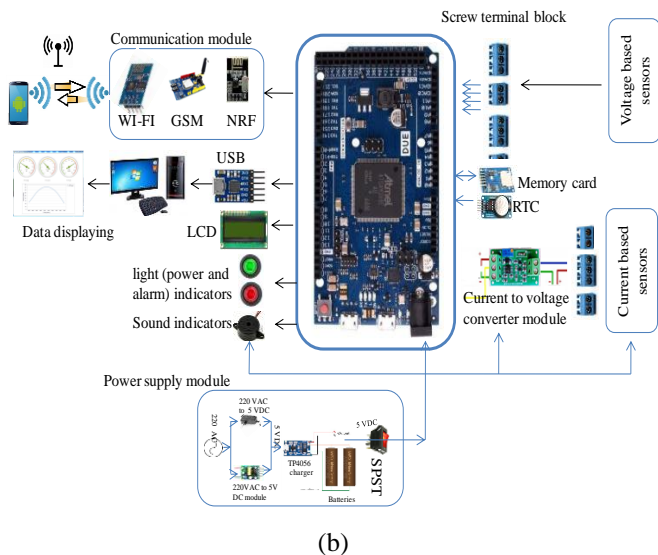 Communication module
WI-FI
GSM
NRF
USB
Data displaying
LCD
light (power and
alarm) indicators
Sound indicators
DUE
Atmel
Screw terminal block
Voltage based
sensors
Memory card
RTC
Current to voltage
converter module
Current based
sensors
Power supply module
220 VAC
to 5 VDC
220
5 VDC
220VAC to 5V
DC module
TP4056
charger
Batteries
5 VDC
SPST
(b)